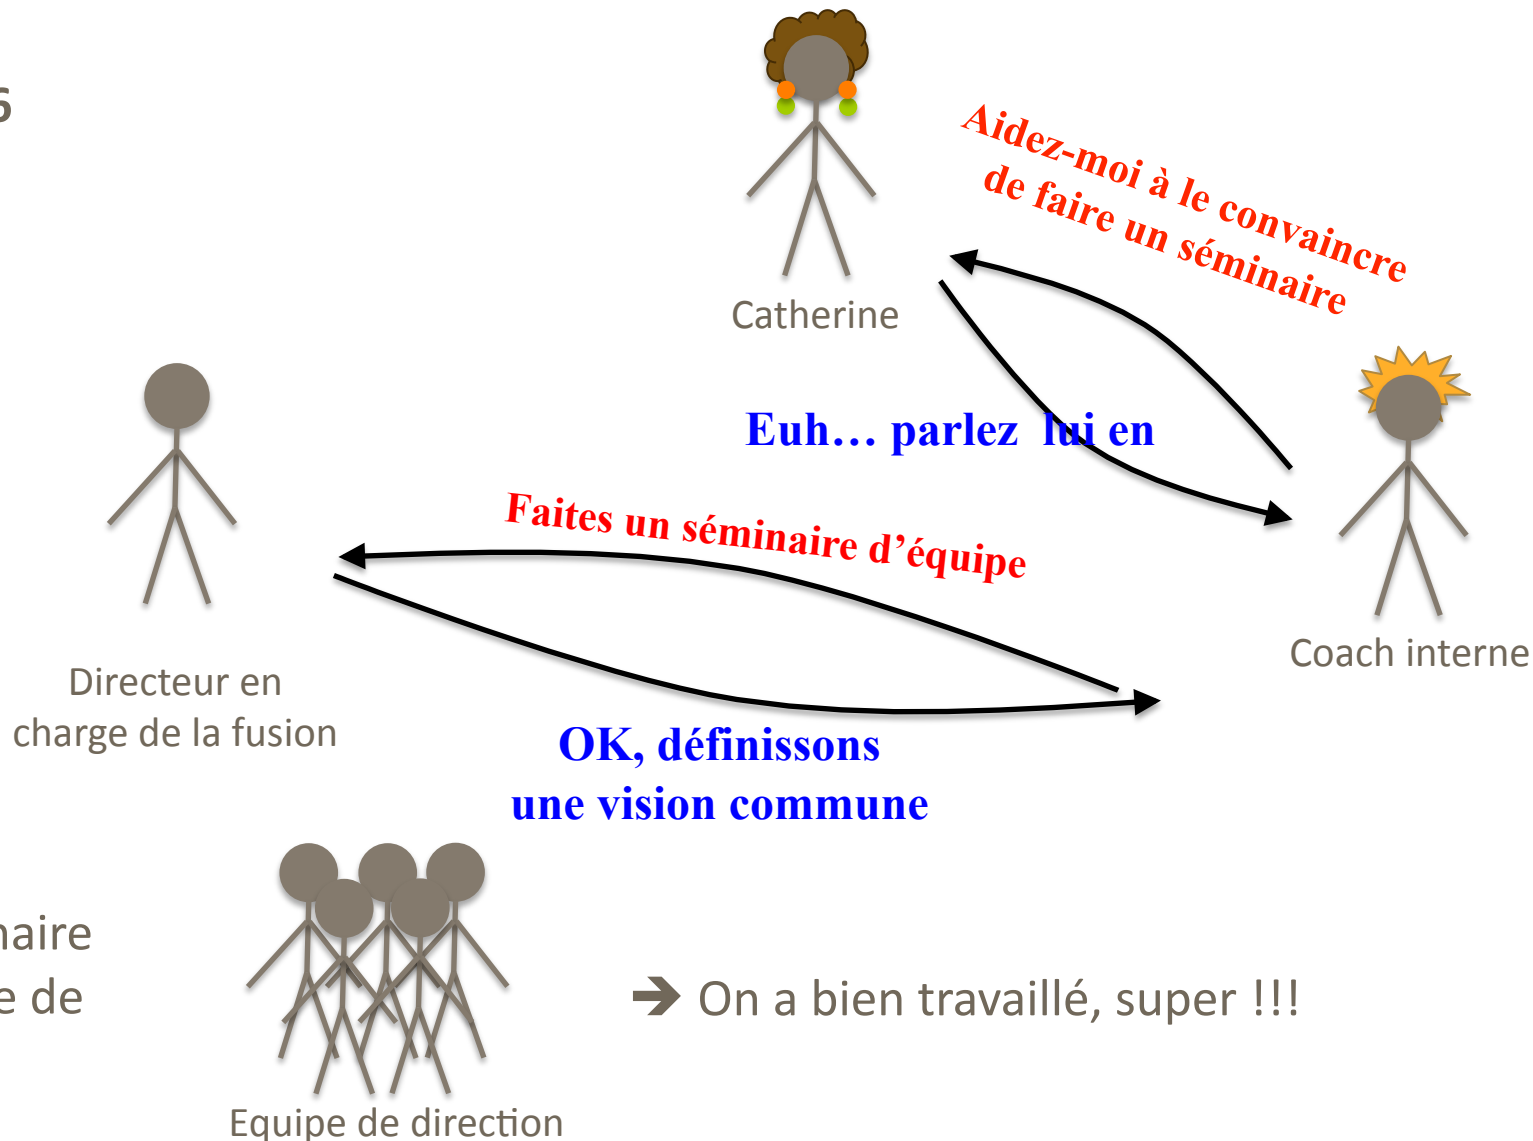 6
Aidez-moi à le convaincre
de faire un séminaire
Catherine
Euh… parlez lui en
Faites un séminaire d’équipe
Coach interne
Directeur en
charge de la fusion
OK, définissons
une vision commune
naire
e de
➔ On a bien travaillé, super !!!
Equipe de direction